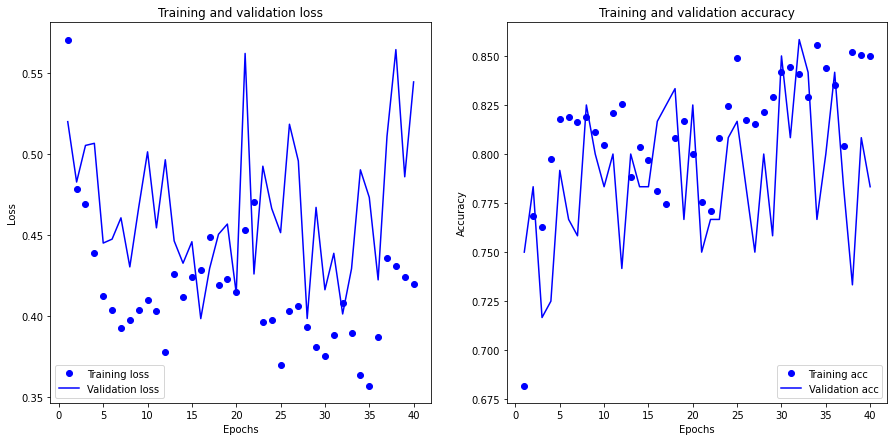 Training and validation loss
0.55
0.50
0.45
0.40
0.35
Loss
Training loss
Validation loss
0 5 10 15 20 25 30 35 40
Epochs
Training and validation accuracy
0.850
0.825
0.800
0.775
0.750
0.725
0.700
0.675
Accuracy
Training acc
Validation acc
0 5 10 15 20 25 30 35 40
Epochs